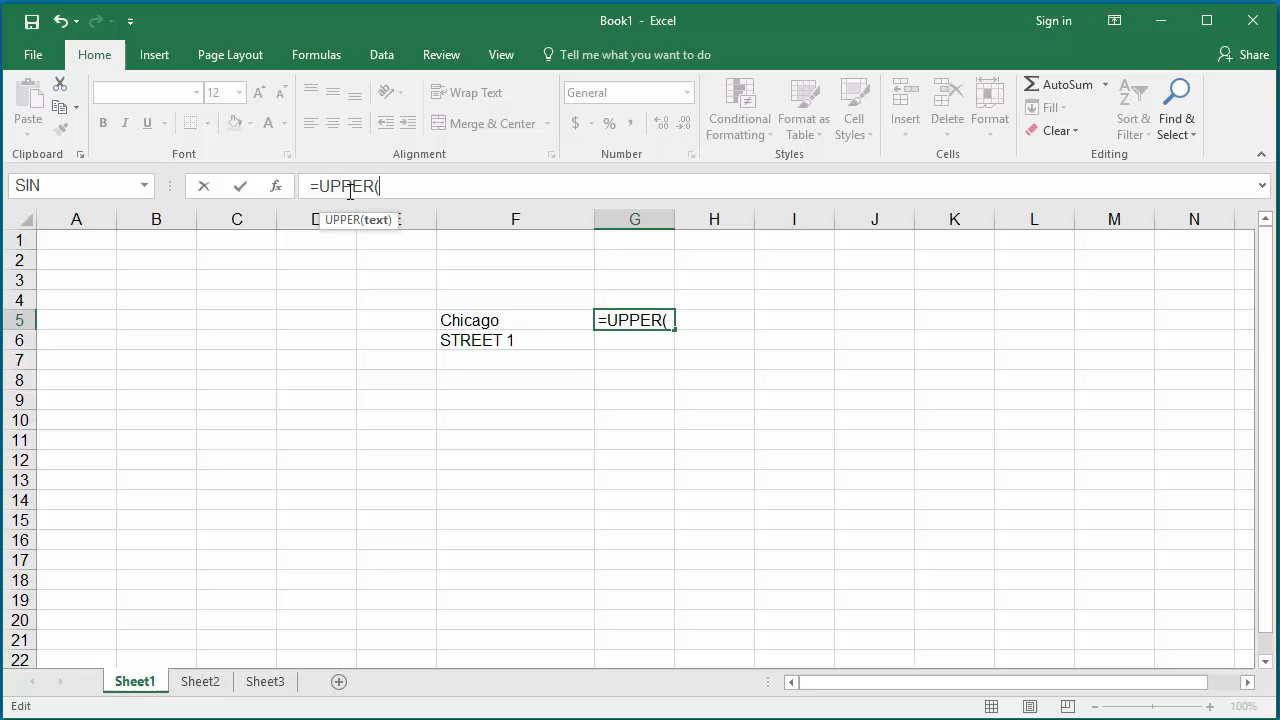 Book1 - Excel
Sign in
File Home Insert Page Layout Formulas Data Review View Tell me what you want to do Share
Paste
12
Wrap Text
General
Conditional Formatting
Format as Table
Cell Styles
Insert
Delete
Format
AutoSum
Fill
Clear
Sort & Filter
Find & Select
B I U A
Merge & Center
$ % ,
Clipboard Font Alignment Number Styles Cells Editing
SIN fx =UPPER(
UPPER(text)
A B C D E F G H I J K L M N
1
2
3
4
5 Chicago =UPPER(
6 STREET 1
7
8
9
10
11
12
13
14
15
16
17
18
19
20
21
22
Sheet1 Sheet2 Sheet3
Edit 100%